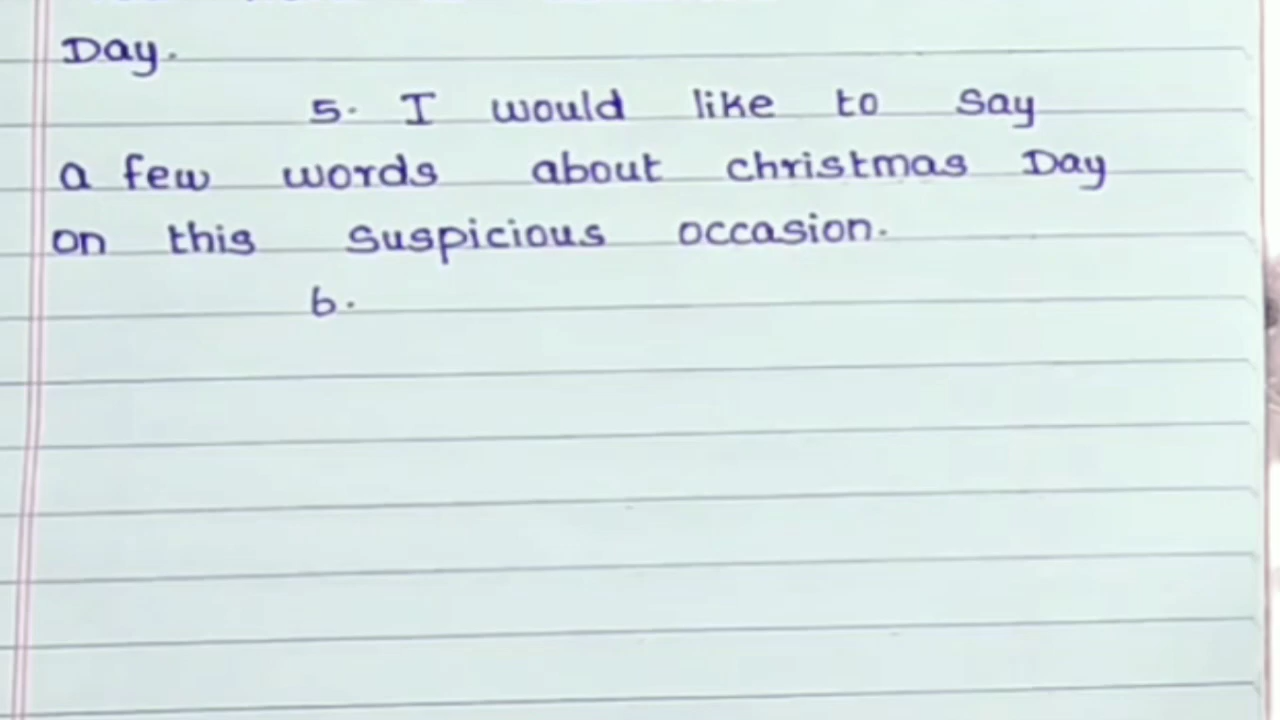 Day.
5. I would like to Say
a few words about christmas Day
on this suspicious occasion.
6.